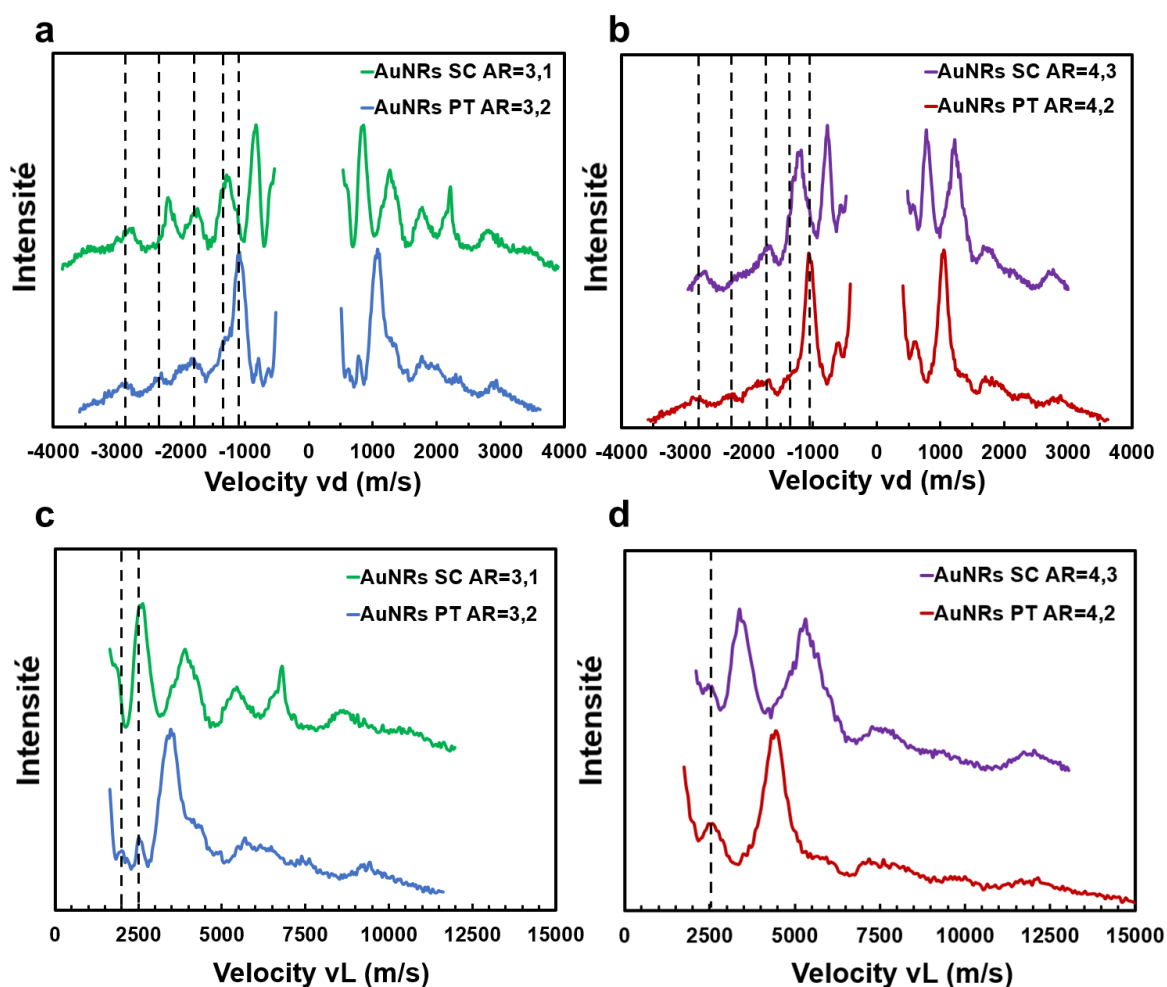 a
AuNRs SC AR=3,1
AuNRs PT AR=3,2
Intensité
-4000 -3000 -2000 -1000 0 1000 2000 3000 4000
Velocity vd (m/s)
b
AuNRs SC AR=4,3
AuNRs PT AR=4,2
Intensité
-4000 -3000 -2000 -1000 0 1000 2000 3000 4000
Velocity vd (m/s)
c
AuNRs SC AR=3,1
AuNRs PT AR=3,2
Intensité
0 2500 5000 7500 10000 12500 15000
Velocity vL (m/s)
d
AuNRs SC AR=4,3
AuNRs PT AR=4,2
Intensité
0 2500 5000 7500 10000 12500 15000
Velocity vL (m/s)